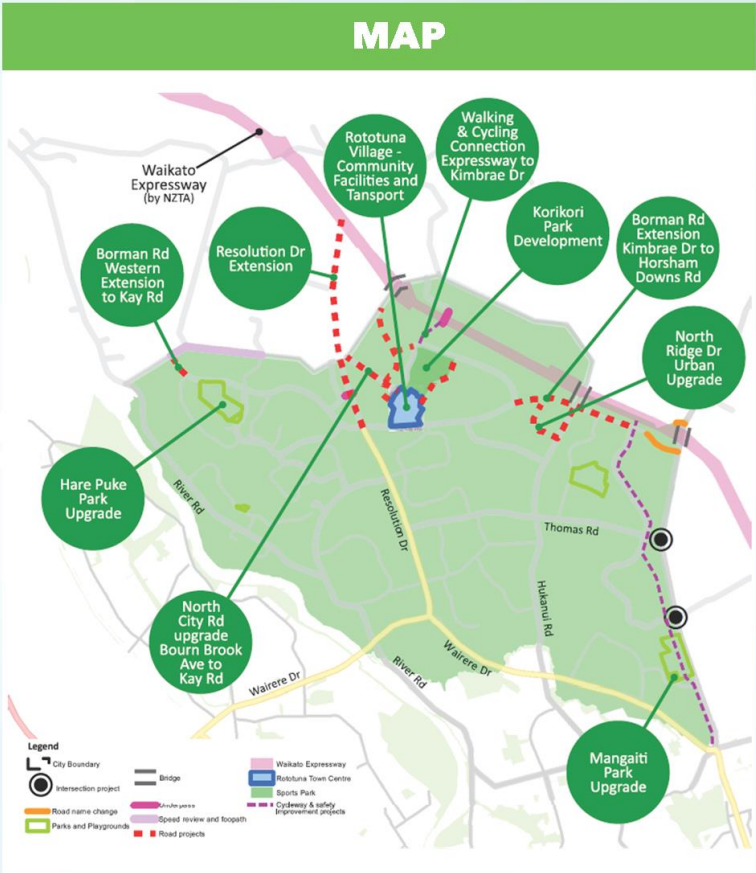 MAP
Waikato
Expressway
(by NZTA)
Rototuna
Village -
Community
Facilities and
Tansport
Walking
& Cycling
Connection
Expressway to
Kimbrae Dr
Korikori
Park
Development
Borman Rd
Extension
Kimbrae Dr to
Horsham
Downs Rd
Borman Rd
Western
Extension
to Kay Rd
Resolution Dr
Extension
North
Ridge Dr
Urban
Upgrade
Hare Puke
Park
Upgrade
River Rd
Resolution Dr
Thomas Rd
Hukanui Rd
North
City Rd
upgrade
Bourn Brook
Ave to
Kay Rd
Wairere Dr
River Rd
Wairere Dr
Mangaiti
Park
Upgrade
Legend
City Boundary
Intersection project
Road name change
Parks and Playgrounds
Bridge
Underpass
Speed review and foopath
Road projects
Waikato Expressway
Rototuna Town Centre
Sports Park
Cycleway & safety
Improvement projects